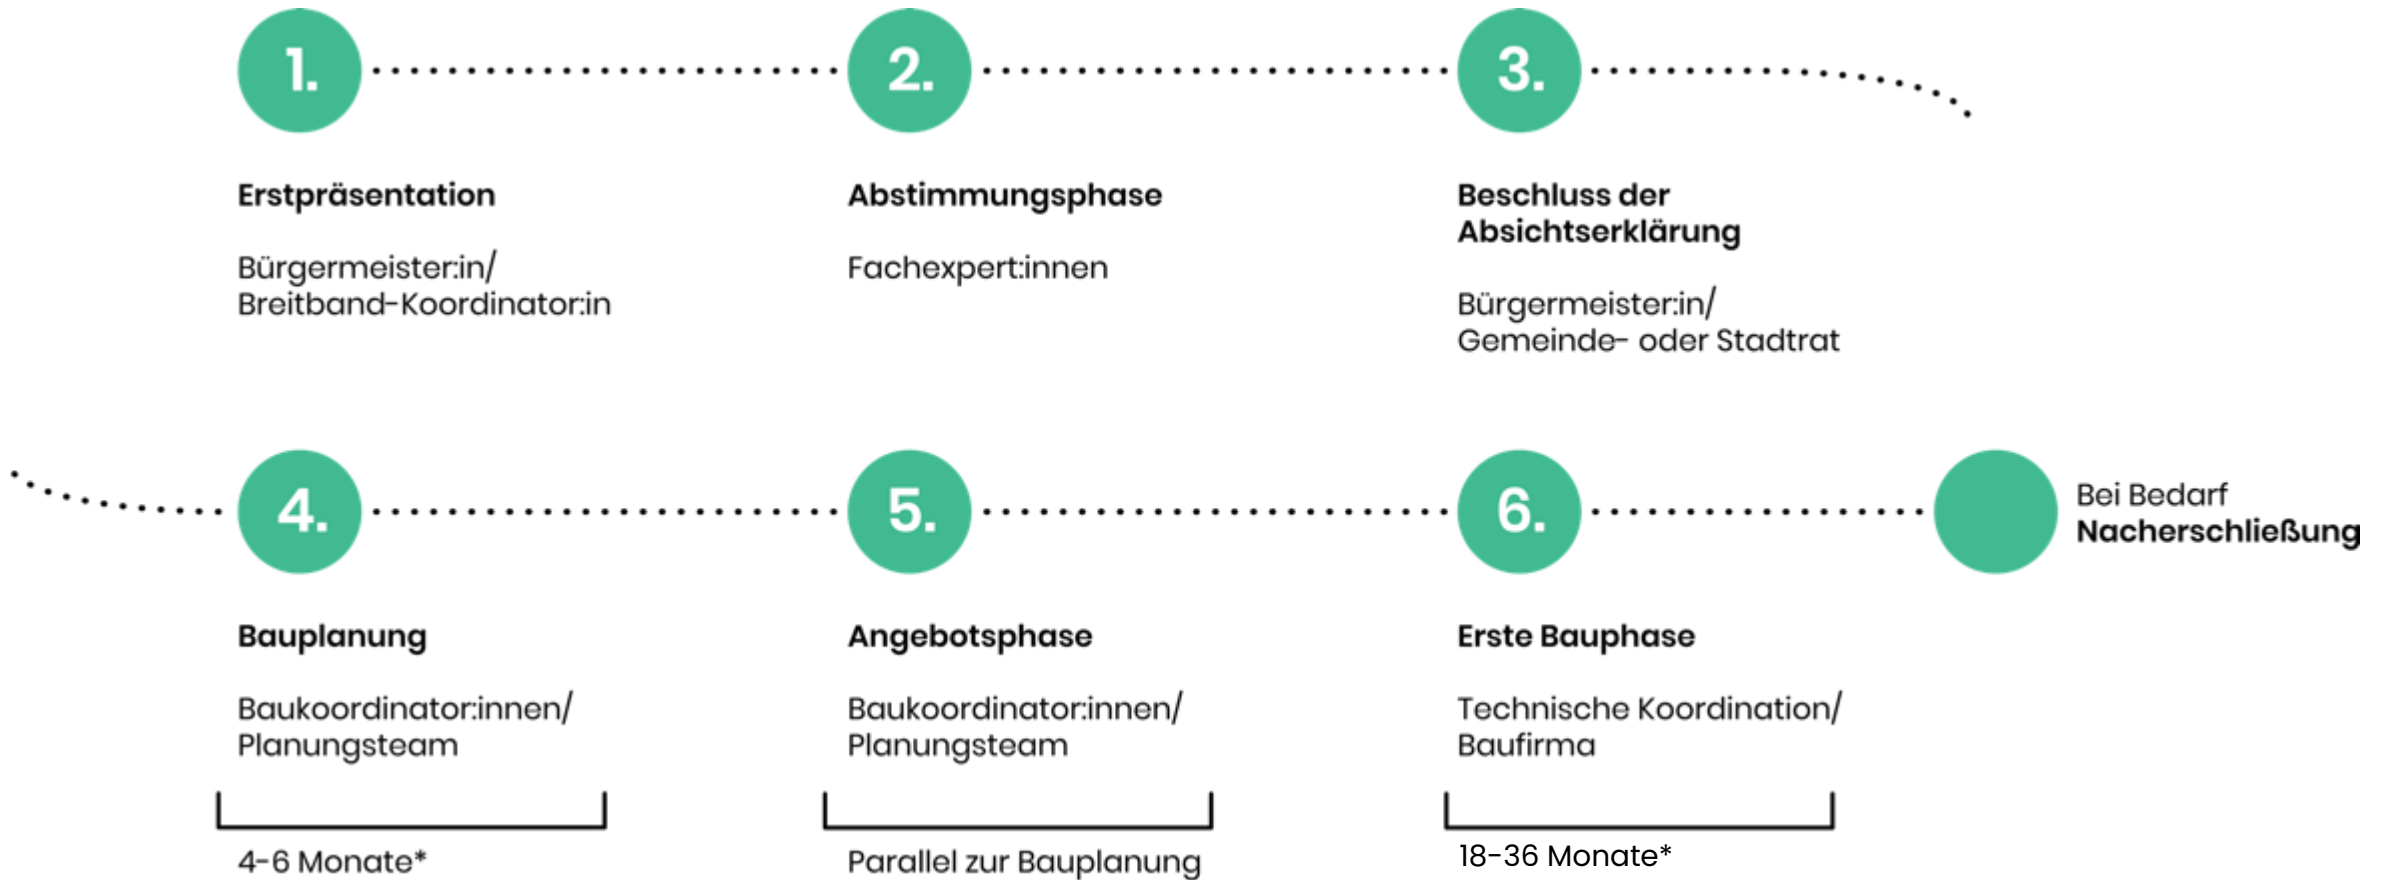 1.
2.
3.
Erstpräsentation
Bürgermeister:in/
Breitband-Koordinator:in
Abstimmungsphase
Fachexpert:innen
Beschluss der
Absichtserklärung
Bürgermeister:in/
Gemeinde- oder Stadtrat
4.
5.
6.
Bei Bedarf
Nacherschließung
Bauplanung
Baukoordinator:innen/
Planungsteam
4-6 Monate*
Angebotsphase
Baukoordinator:innen/
Planungsteam
Parallel zur Bauplanung
Erste Bauphase
Technische Koordination/
Baufirma
18-36 Monate*